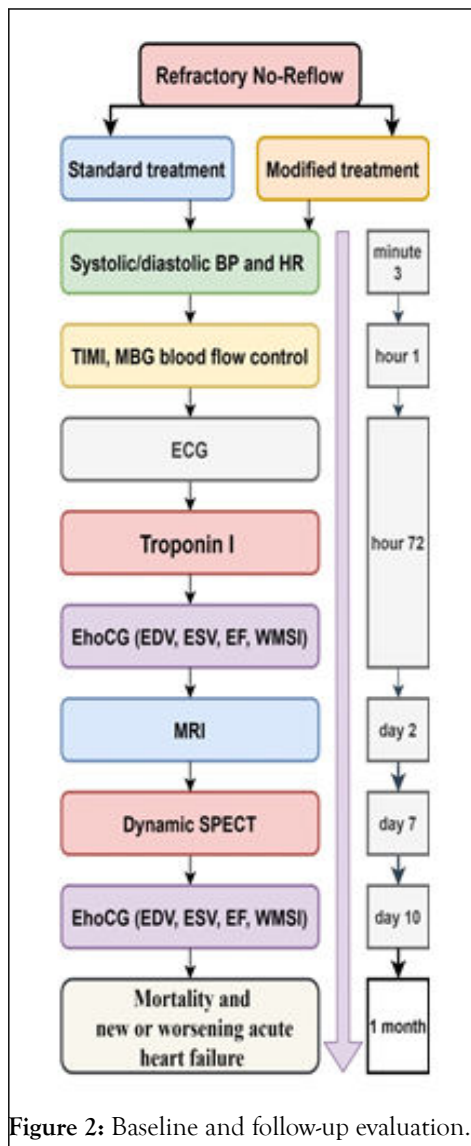 Refractory No-Reflow
Standard treatment
Modified treatment
Systolic/diastolic BP and HR
minute
3
TIMI, MBG blood flow control
hour 1
ECG
Troponin I
hour 72
EhoCG (EDV, ESV, EF, WMSI)
MRI
day 2
Dynamic SPECT
day 7
EhoCG (EDV, ESV, EF, WMSI)
day 10
Mortality and
new or worsening acute
heart failure
1 month
Figure 2: Baseline and follow-up evaluation.